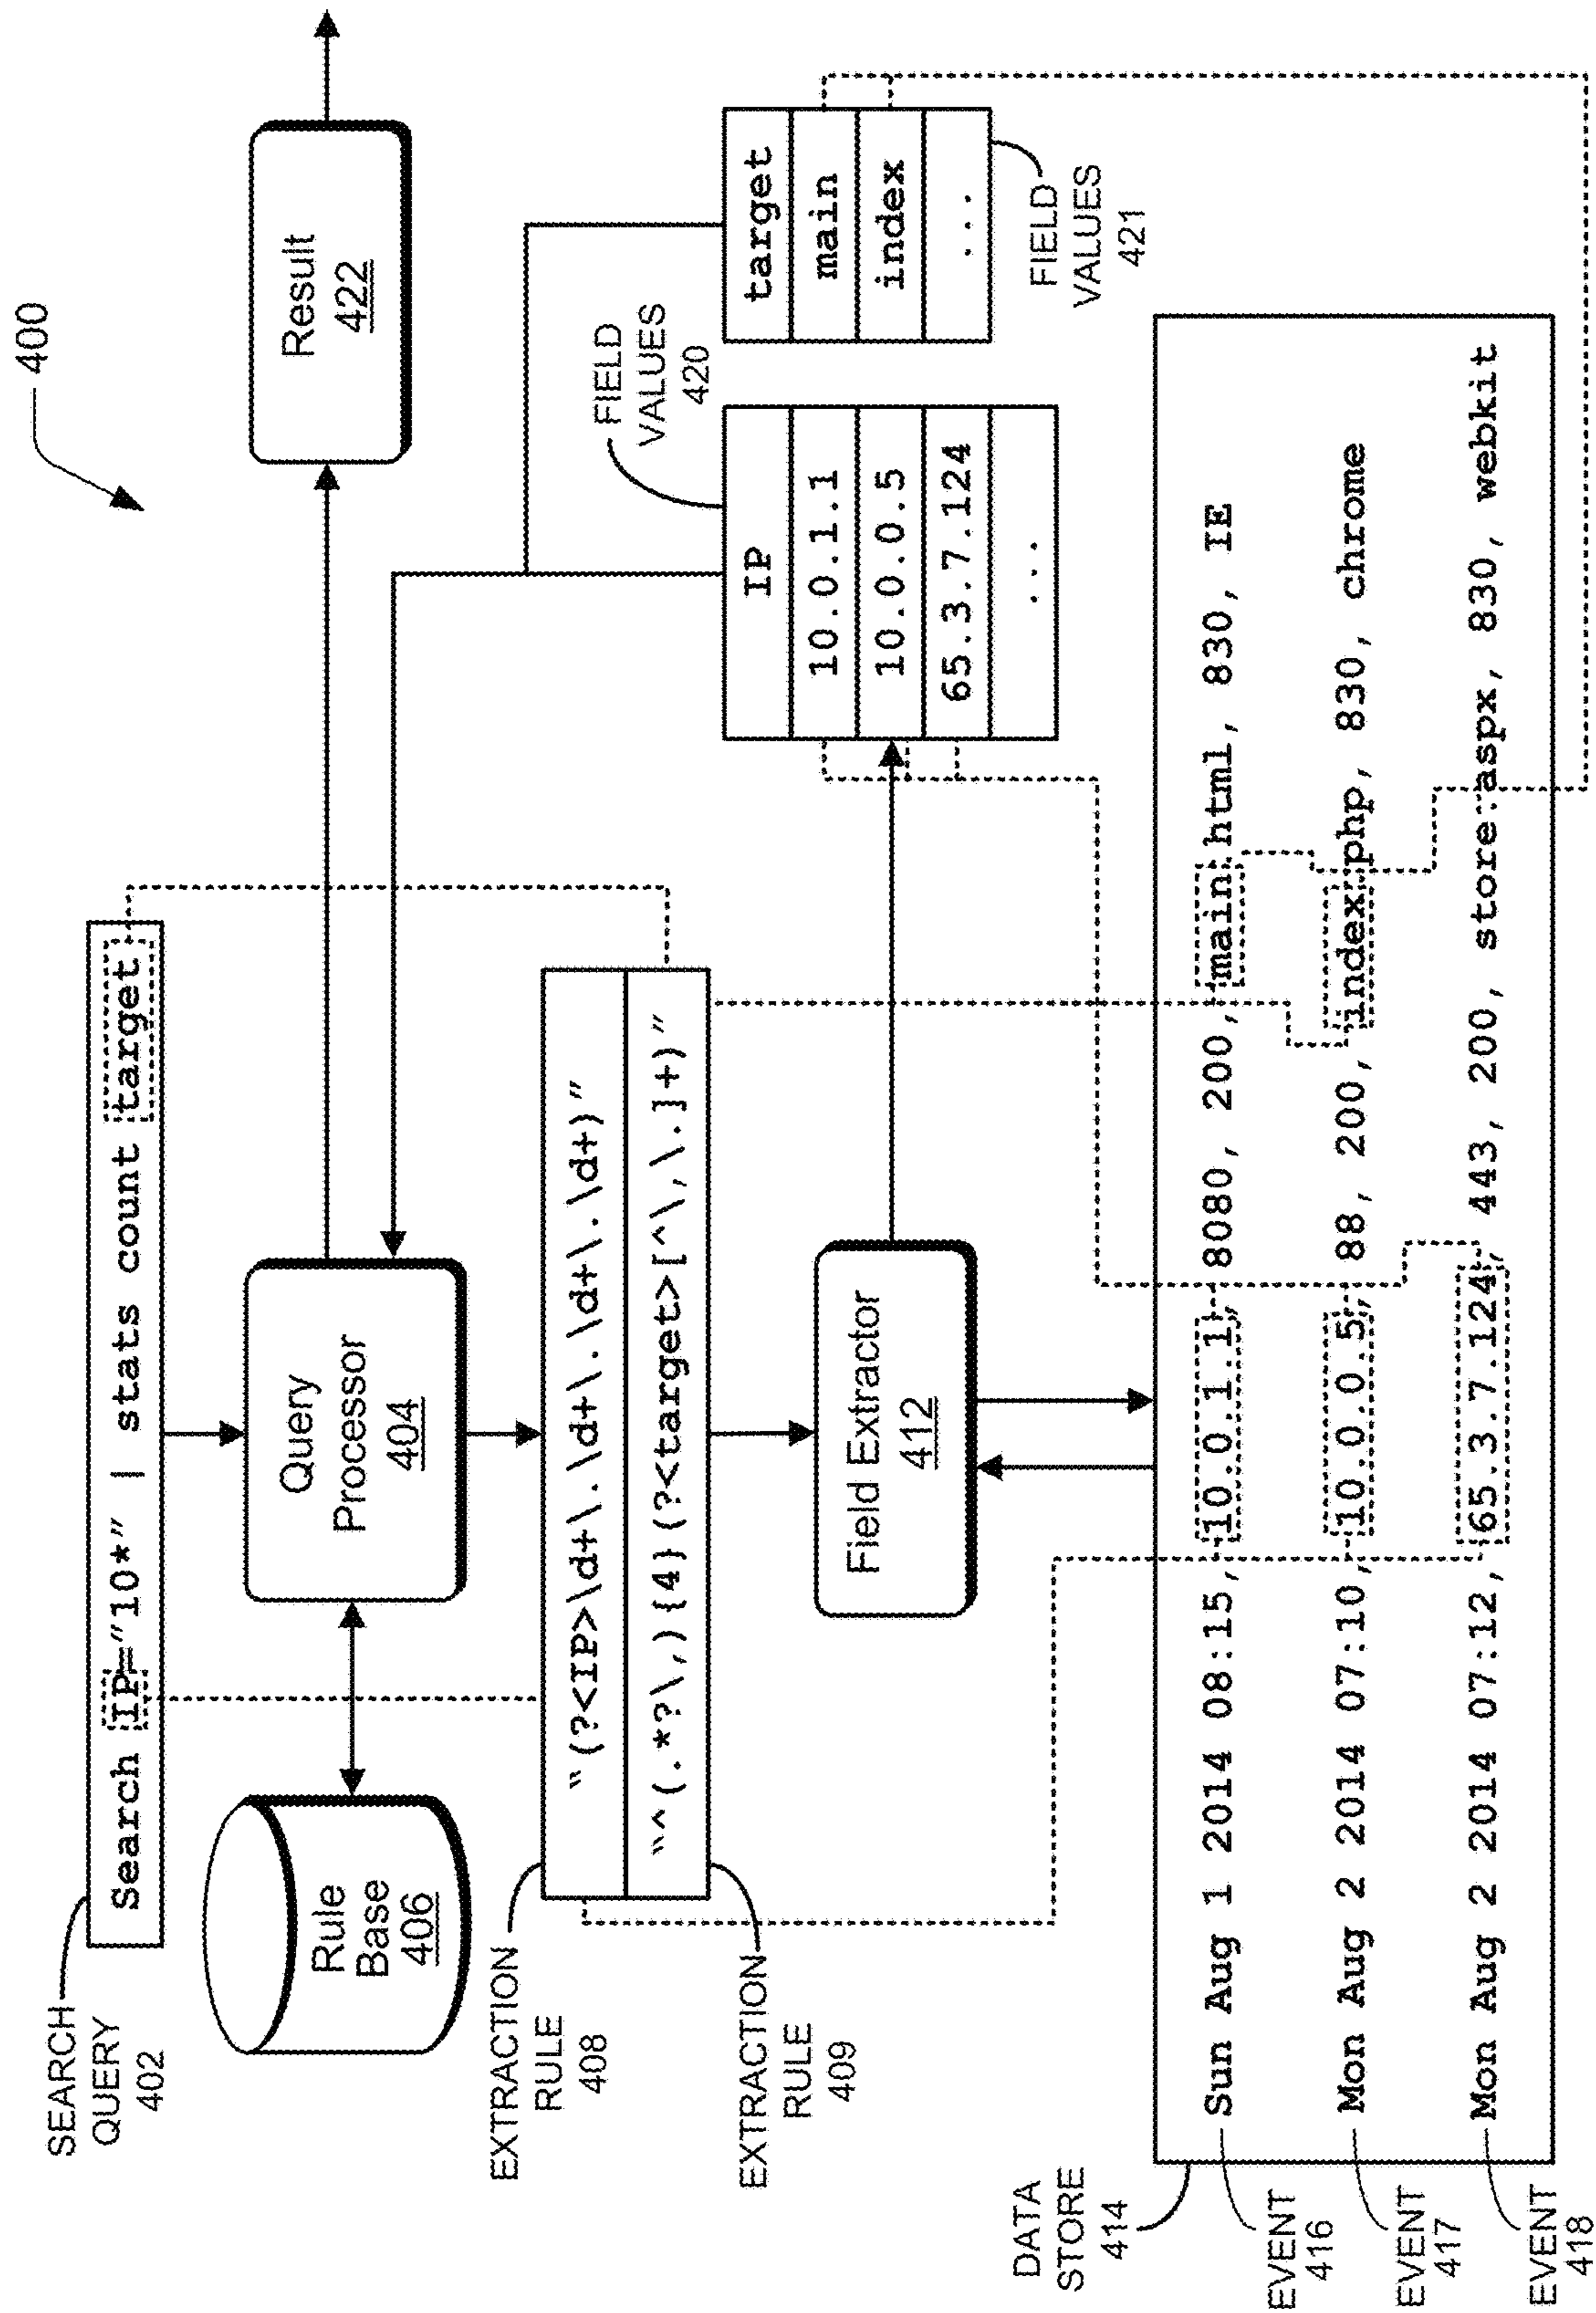 400
SEARCH
QUERY
402
Search IP="10*" | stats count target
Rule
Base
406
Query
Processor
404
Result
422
EXTRACTION
RULE
408
"(?<IP>\d+\.\d+\.\d+\.\d+)"
"^(.*?\,){4}(?<target>[^\,\.]+)"
EXTRACTION
RULE
409
Field Extractor
412
FIELD
VALUES
420
IP
10.0.1.1
10.0.0.5
65.3.7.124
...
target
main
index
...
FIELD
VALUES
421
DATA
STORE
414
Sun Aug 1 2014 08:15, 10.0.1.1, 8080, 200, main.html, 830, IE
Mon Aug 2 2014 07:10, 10.0.0.5, 88, 200, index.php, 830, chrome
Mon Aug 2 2014 07:12, 65.3.7.124, 443, 200, store.aspx, 830, webkit
EVENT
416
EVENT
417
EVENT
418